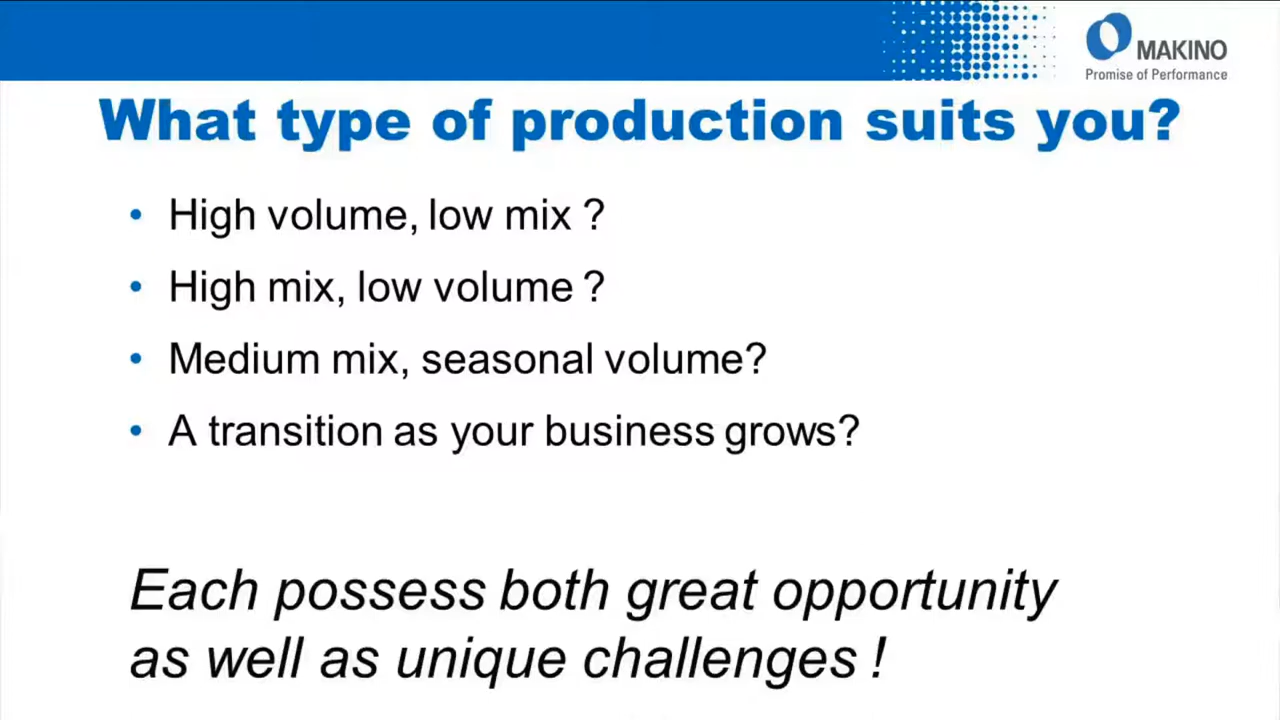 MAKINO
Promise of Performance
What type of production suits you?
• High volume, low mix ?
• High mix, low volume ?
• Medium mix, seasonal volume?
• A transition as your business grows?
Each possess both great opportunity
as well as unique challenges !